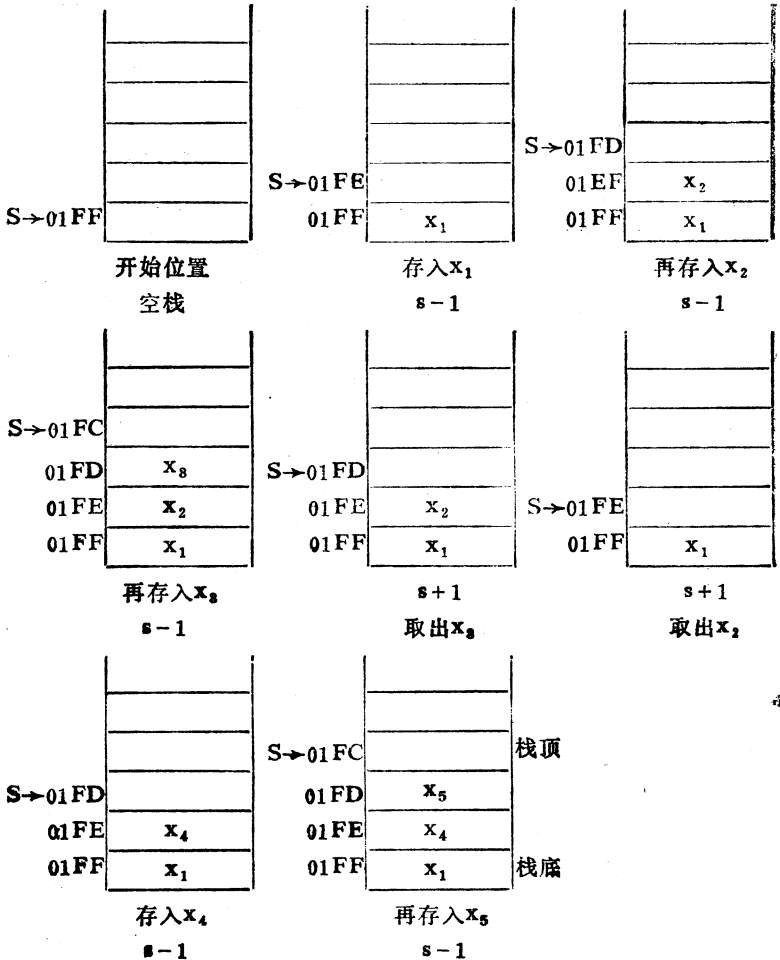 S→01FF
开始位置
空栈
S→01FE
01FF x₁
存入x₁
s－1
S→01FD
01EF x₂
01FF x₁
再存入x₂
s－1
S→01FC
01FD x₃
01FE x₂
01FF x₁
再存入x₃
s－1
S→01FD
01FE x₂
01FF x₁
s＋1
取出x₃
S→01FE
01FF x₁
s＋1
取出x₂
S→01FD
01FE x₄
01FF x₁
存入x₄
s－1
S→01FC 栈顶
01FD x₅
01FE x₄
01FF x₁ 栈底
再存入x₅
s－1